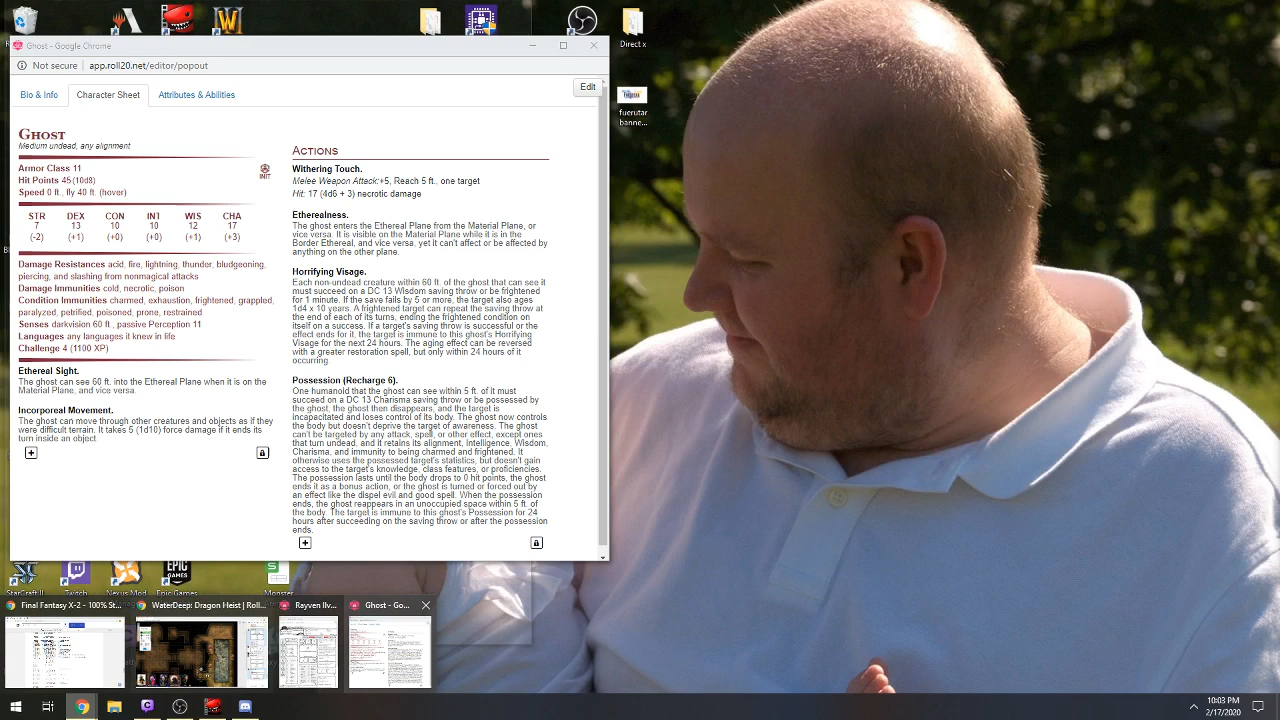 Direct x
fuerutar
banne...
Ghost - Google Chrome
Not secure
app.roll20.net/editor/popout
Bio & Info
Character Sheet
Attributes & Abilities
Edit
Ghost
Medium undead, any alignment
Armor Class 11
Hit Points 45 (10d8)
Speed 0 ft., fly 40 ft. (hover)
INIT
STR DEX CON INT WIS CHA
7 13 10 10 12 17
(-2) (+1) (+0) (+0) (+1) (+3)
Damage Resistances acid, fire, lightning, thunder, bludgeoning,
piercing, and slashing from nonmagical attacks
Damage Immunities cold, necrotic, poison
Condition Immunities charmed, exhaustion, frightened, grappled,
paralyzed, petrified, poisoned, prone, restrained
Senses darkvision 60 ft., passive Perception 11
Languages any languages it knew in life
Challenge 4 (1100 XP)
Ethereal Sight.
The ghost can see 60 ft. into the Ethereal Plane when it is on the
Material Plane, and vice versa.
Incorporeal Movement.
The ghost can move through other creatures and objects as if they
were difficult terrain. It takes 5 (1d10) force damage if it ends its
turn inside an object.
Actions
Withering Touch.
Melee Weapon Attack:+5, Reach 5 ft., one target
Hit: 17 (4d6 + 3) necrotic damage
Etherealness.
The ghost enters the Ethereal Plane from the Material Plane, or
vice versa. It is visible on the Material Plane while it is in the
Border Ethereal, and vice versa, yet it can't affect or be affected by
anything on the other plane.
Horrifying Visage.
Each non-undead creature within 60 ft. of the ghost that can see it
must succeed on a DC 13 Wisdom saving throw or be frightened
for 1 minute. If the save fails by 5 or more, the target also ages
1d4 x 10 years. A frightened target can repeat the saving throw
at the end of each of its turns, ending the frightened condition on
itself on a success. If a target's saving throw is successful or the
effect ends for it, the target is immune to this ghost's Horrifying
Visage for the next 24 hours. The aging effect can be reversed
with a greater restoration spell, but only within 24 hours of it
occurring.
Possession (Recharge 6).
One humanoid that the ghost can see within 5 ft. of it must
succeed on a DC 13 Charisma saving throw or be possessed by
the ghost; the ghost then disappears, and the target is
incapacitated and loses control of its body. The ghost now controls
the body but doesn't deprive the target of awareness. The ghost
can't be targeted by any attack, spell, or other effect, except ones
that turn undead, and it retains its alignment, Intelligence, Wisdom,
Charisma, and immunity to being charmed and frightened. It
otherwise uses the possessed target's statistics, but doesn't gain
access to the target's knowledge, class features, or proficiencies.
The possession lasts until the body drops to 0 hit points, the ghost
ends it as a bonus action, or the ghost is turned or forced out by
an effect like the dispel evil and good spell. When the possession
ends, the ghost reappears in an unoccupied space within 5 ft. of
the body. The target is immune to this ghost's Possession for 24
hours after succeeding on the saving throw or after the possession
ends.
StarCraft II
Twitch
Nexus Mod
EPIC
GAMES
Epic Games
Monster
Final Fantasy X-2 - 100% St...
WaterDeep: Dragon Heist | Roll...
Rayven Ilv...
Ghost - Go...
10:03 PM
2/17/2020